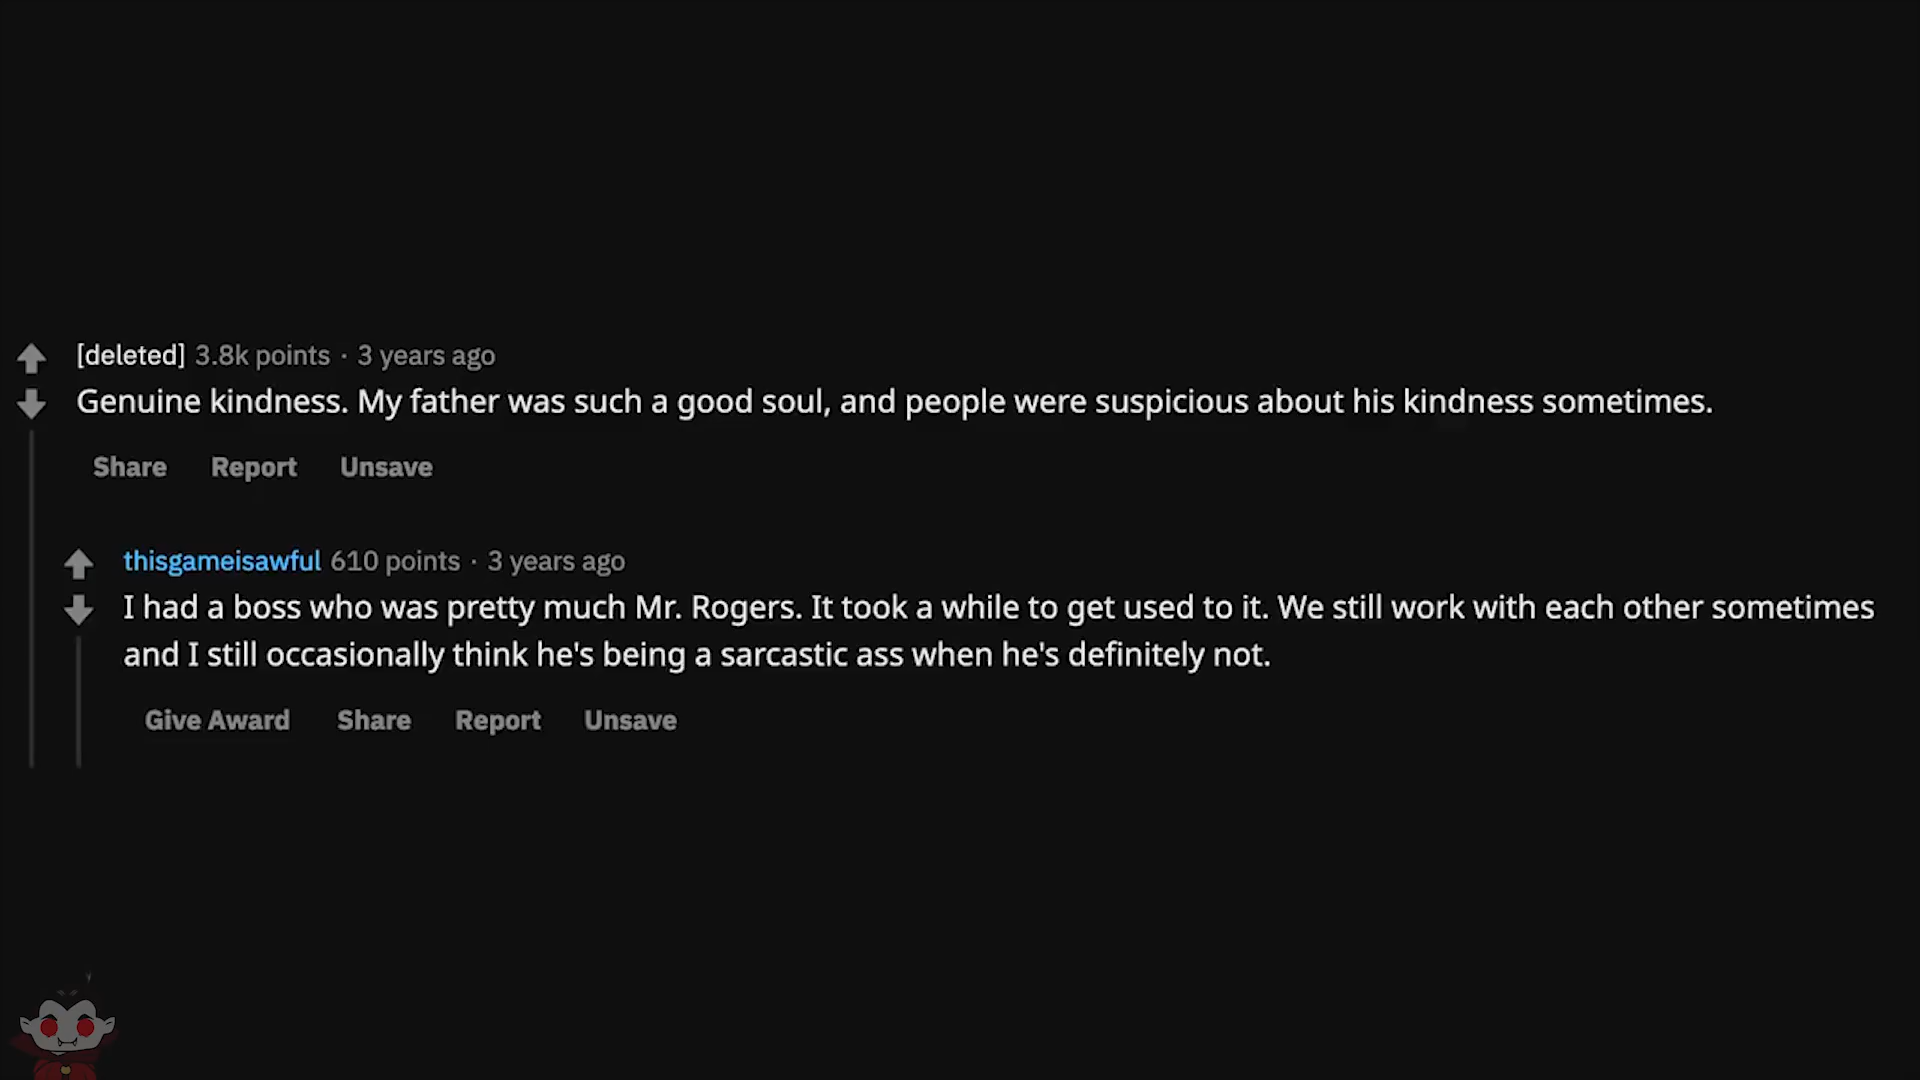 [deleted] 3.8k points · 3 years ago
Genuine kindness. My father was such a good soul, and people were suspicious about his kindness sometimes.
Share Report Unsave
thisgameisawful 610 points · 3 years ago
I had a boss who was pretty much Mr. Rogers. It took a while to get used to it. We still work with each other sometimes
and I still occasionally think he's being a sarcastic ass when he's definitely not.
Give Award Share Report Unsave